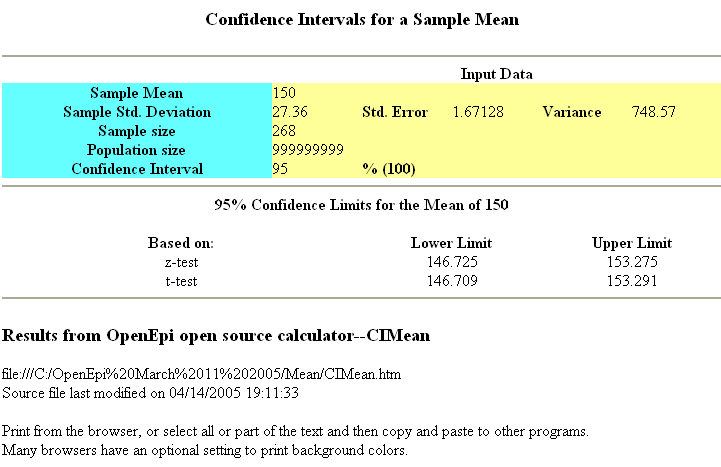 Confidence Intervals for a Sample Mean
Input Data
Sample Mean 150
Sample Std. Deviation 27.36 Std. Error 1.67128 Variance 748.57
Sample size 268
Population size 999999999
Confidence Interval 95 % (100)
95% Confidence Limits for the Mean of 150
Based on: Lower Limit Upper Limit
z-test 146.725 153.275
t-test 146.709 153.291
Results from OpenEpi open source calculator--CIMean
file:///C:/OpenEpi%20March%2011%202005/Mean/CIMean.htm
Source file last modified on 04/14/2005 19:11:33
Print from the browser, or select all or part of the text and then copy and paste to other programs.
Many browsers have an optional setting to print background colors.